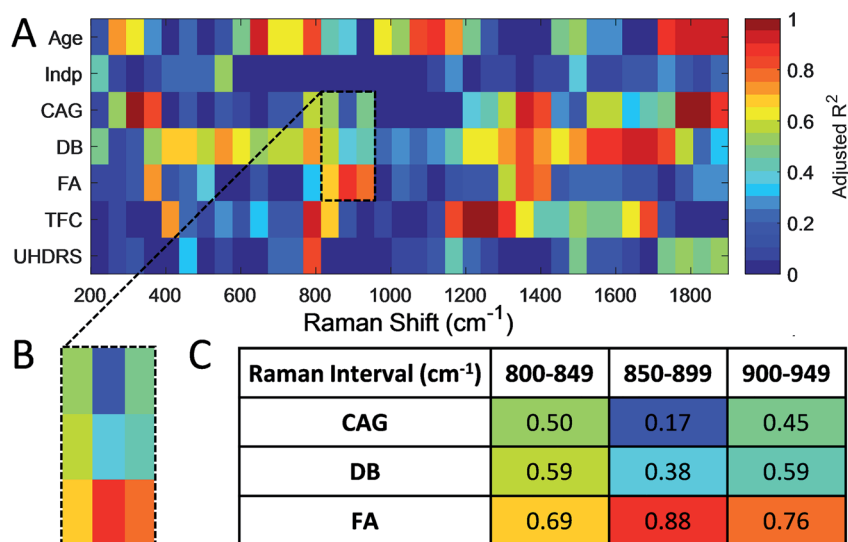 A
Age
Indp
CAG
DB
FA
TFC
UHDRS
200 400 600 800 1000 1200 1400 1600 1800
Raman Shift (cm⁻¹)
1
0.8
0.6
0.4
0.2
0
Adjusted R²
B
C
Raman Interval (cm⁻¹) 800-849 850-899 900-949
CAG 0.50 0.17 0.45
DB 0.59 0.38 0.59
FA 0.69 0.88 0.76